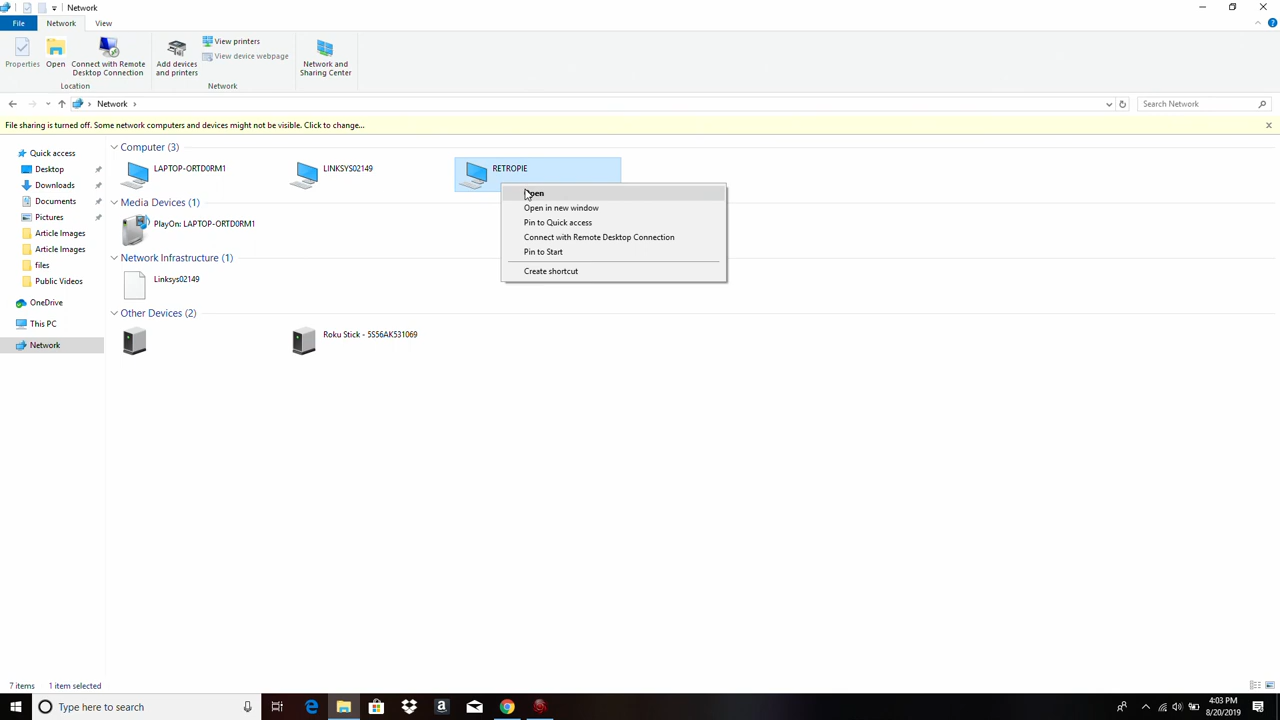 Network
File
Network
View
Properties
Open
Connect with Remote
Desktop Connection
Add devices
and printers
View printers
View device webpage
Network and
Sharing Center
Location
Network
Network
Search Network
File sharing is turned off. Some network computers and devices might not be visible. Click to change...
Quick access
Desktop
Downloads
Documents
Pictures
Article Images
Article Images
files
Public Videos
OneDrive
This PC
Network
Computer (3)
LAPTOP-ORTD0RM1
LINKSYS02149
RETROPIE
Media Devices (1)
PlayOn: LAPTOP-ORTD0RM1
Network Infrastructure (1)
Linksys02149
Other Devices (2)
Roku Stick - 5S56AK531069
Open
Open in new window
Pin to Quick access
Connect with Remote Desktop Connection
Pin to Start
Create shortcut
7 items
1 item selected
Type here to search
4:03 PM
8/20/2019